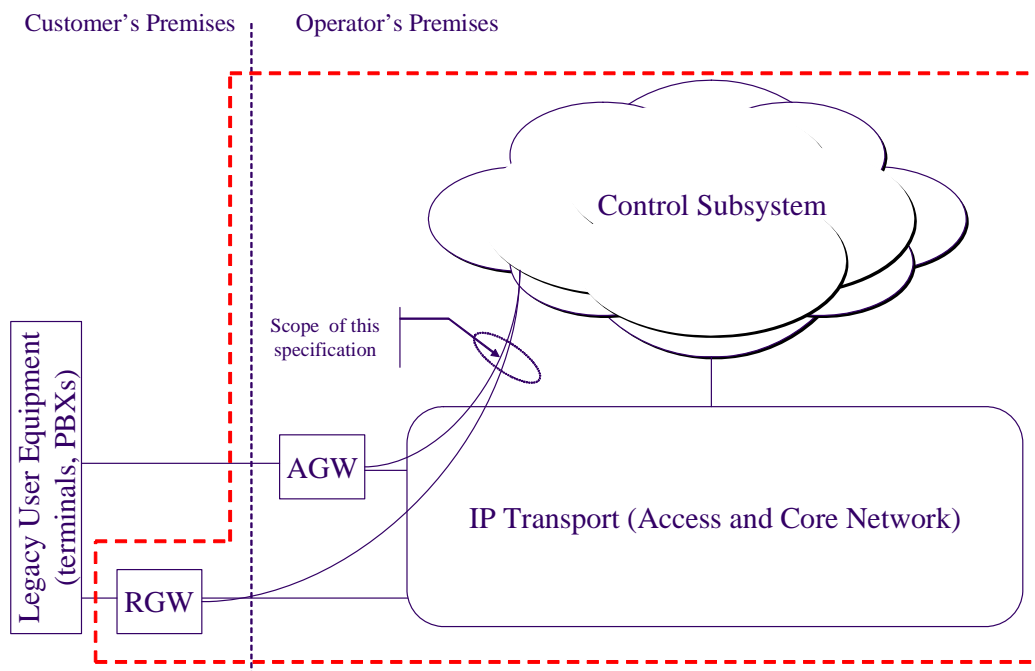 Customer's Premises
Operator's Premises
Control Subsystem
Scope of this
specification
Legacy User Equipment
(terminals, PBXs)
AGW
IP Transport (Access and Core Network)
RGW